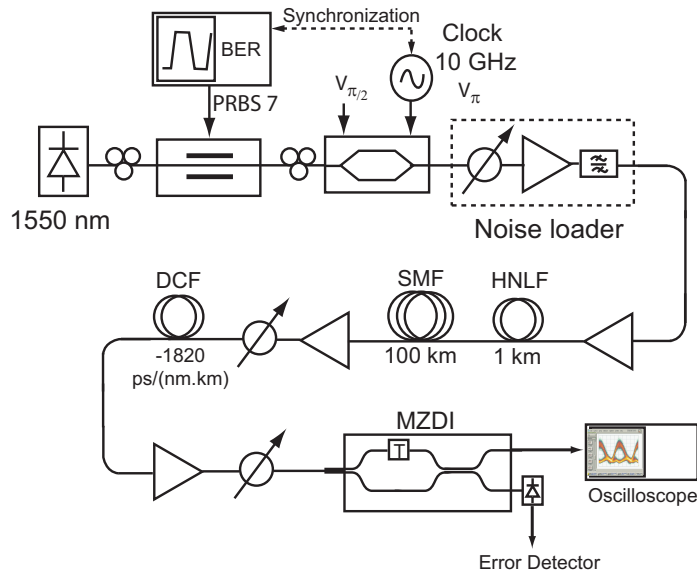 Synchronization
BER
Clock
10 GHz
Vπ
Vπ/2
PRBS 7
1550 nm
Noise loader
DCF
SMF
HNLF
-1820
ps/(nm.km)
100 km
1 km
MZDI
T
Oscilloscope
Error Detector